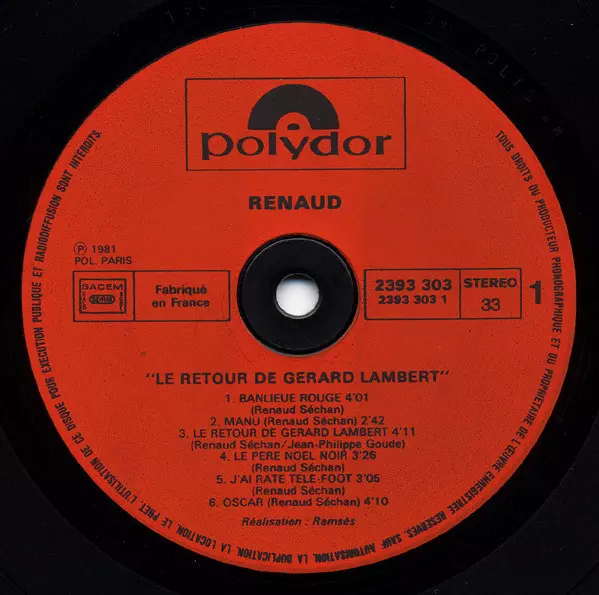 polydor
RENAUD
℗ 1981
POL. PARIS
SACEM
Fabriqué
en France
2393 303
2393 303 1
STEREO
33
1
"LE RETOUR DE GERARD LAMBERT"
1. BANLIEUE ROUGE 4'01
(Renaud Séchan)
2. MANU (Renaud Séchan) 2'42
3. LE RETOUR DE GERARD LAMBERT 4'11
(Renaud Séchan/Jean-Philippe Goude)
4. LE PERE NOEL NOIR 3'26
(Renaud Séchan)
5. J'AI RATE TELE-FOOT 3'05
(Renaud Séchan)
6. OSCAR (Renaud Séchan) 4'10
Réalisation : Ramsès
TOUS DROITS DU PRODUCTEUR PHONOGRAPHIQUE ET DU PROPRIETAIRE DE L'ŒUVRE ENREGISTREE RESERVES. SAUF AUTORISATION, LA DUPLICATION, LA LOCATION, LE PRET, L'UTILISATION DE CE DISQUE POUR EXECUTION PUBLIQUE ET RADIODIFFUSION SONT INTERDITS.